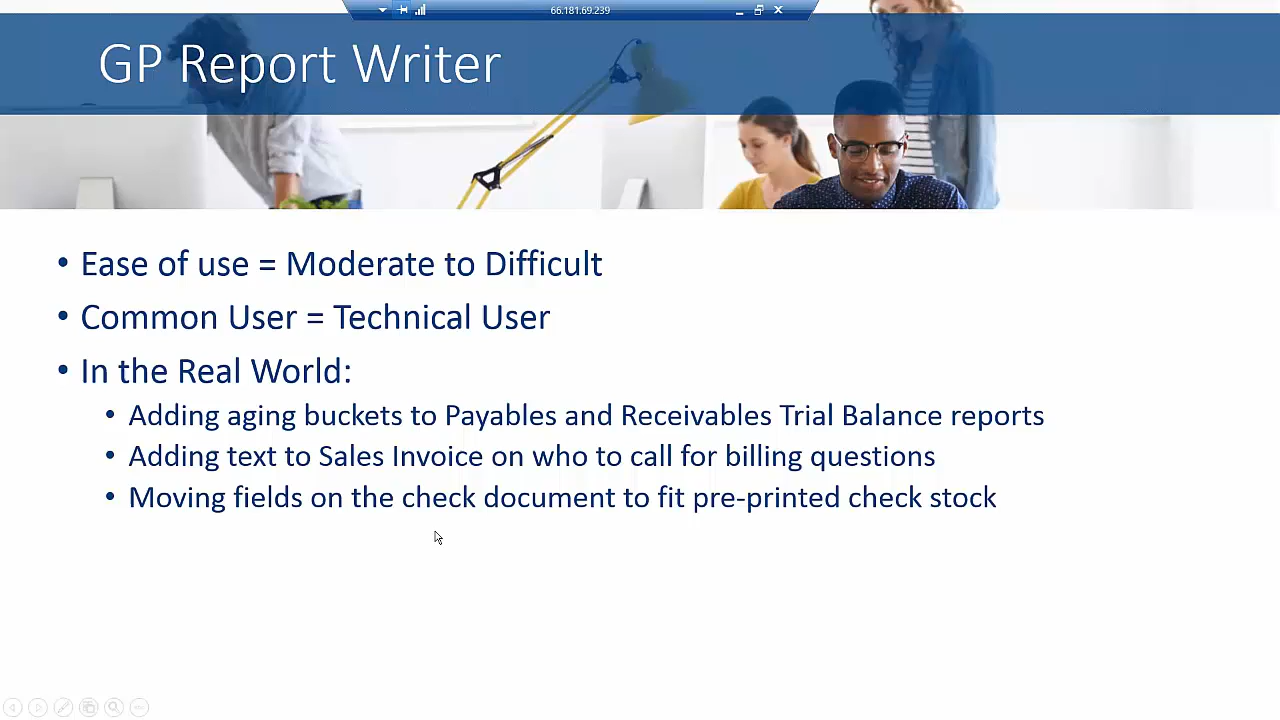 66.181.69.239
GP Report Writer
• Ease of use = Moderate to Difficult
• Common User = Technical User
• In the Real World:
• Adding aging buckets to Payables and Receivables Trial Balance reports
• Adding text to Sales Invoice on who to call for billing questions
• Moving fields on the check document to fit pre-printed check stock